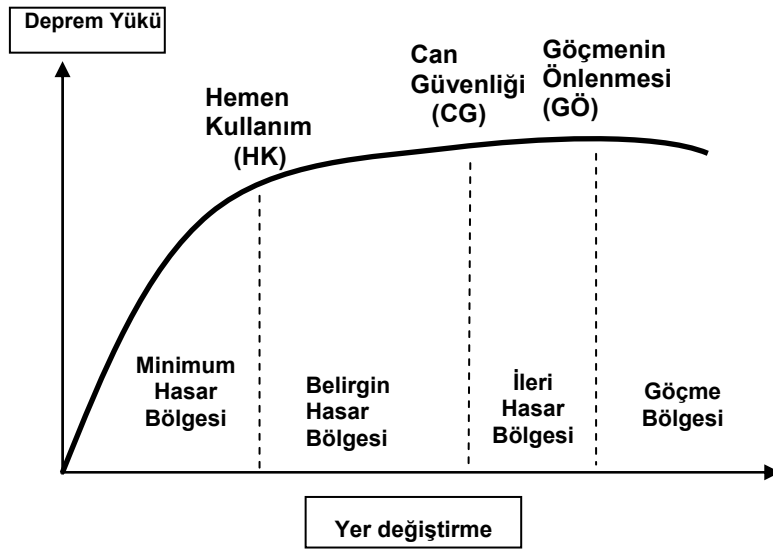 Deprem Yükü
Hemen
Kullanım
(HK)
Can
Güvenliği
(CG)
Göçmenin
Önlenmesi
(GÖ)
Minimum
Hasar
Bölgesi
Belirgin
Hasar
Bölgesi
İleri
Hasar
Bölgesi
Göçme
Bölgesi
Yer değiştirme